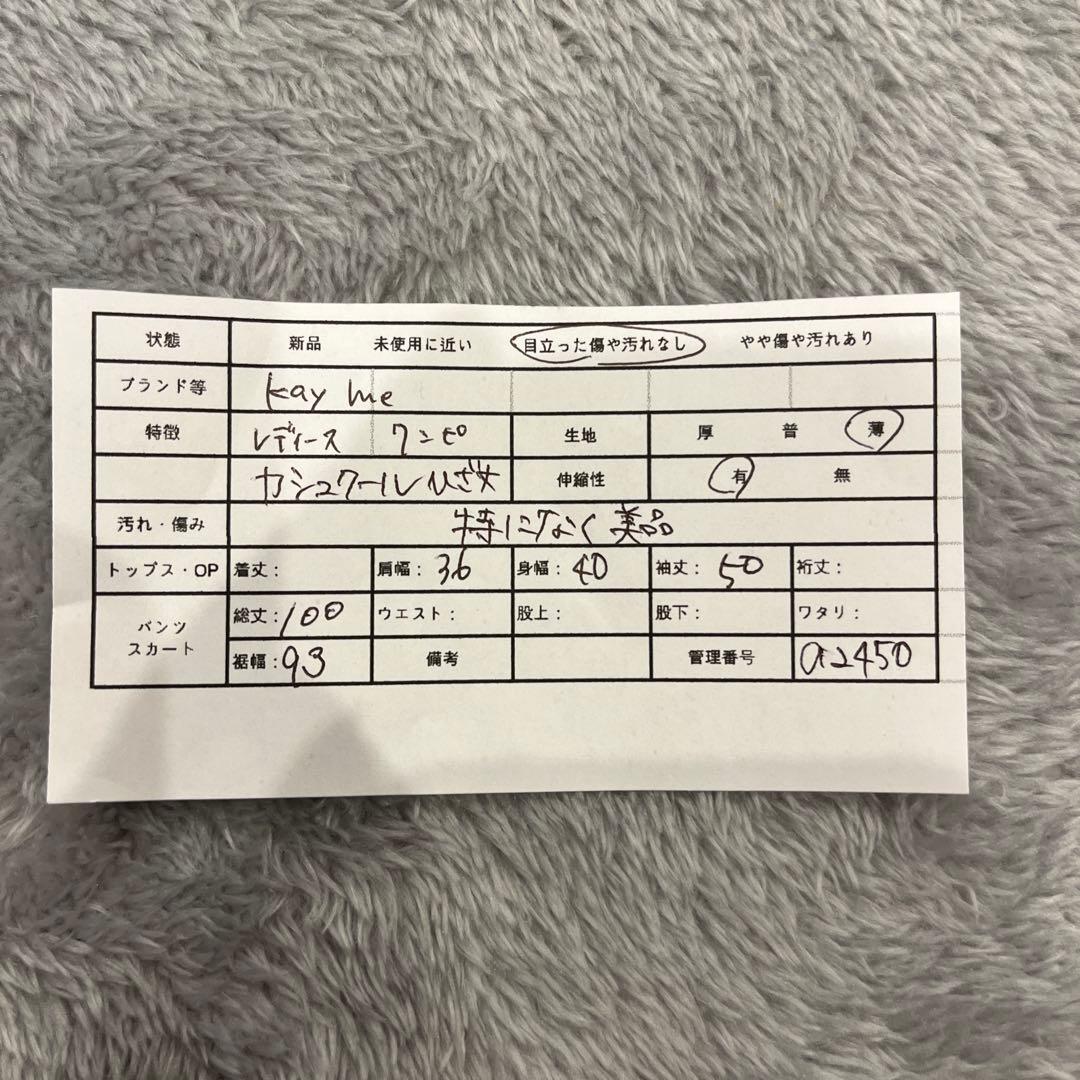 状態 新品 未使用に近い 目立った傷や汚れなし やや傷や汚れあり
ブランド等 kay me
特徴 レディース ワンピ 生地 厚 普 薄
カシュクールひざ丈 伸縮性 有 無
汚れ・傷み 特になく美品
トップス・OP 着丈: 肩幅: 36 身幅: 40 袖丈: 50 裄丈:
パンツ スカート 総丈: 100 ウエスト: 股上: 股下: ワタリ:
裾幅: 93 備考 管理番号 a2450